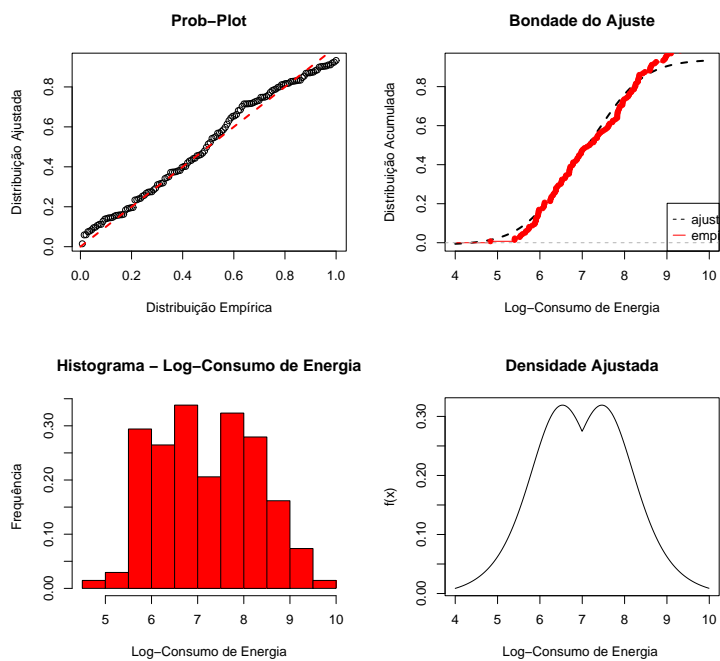 Prob−Plot
Distribuição Ajustada
0.0 0.2 0.4 0.6 0.8
0.0 0.2 0.4 0.6 0.8 1.0
Distribuição Empírica
Bondade do Ajuste
Distribuição Acumulada
0.0 0.2 0.4 0.6 0.8
ajust
empí
4 5 6 7 8 9 10
Log−Consumo de Energia
Histograma − Log−Consumo de Energia
Frequência
0.00 0.10 0.20 0.30
5 6 7 8 9 10
Log−Consumo de Energia
Densidade Ajustada
f(x)
0.00 0.10 0.20 0.30
4 5 6 7 8 9 10
Log−Consumo de Energia